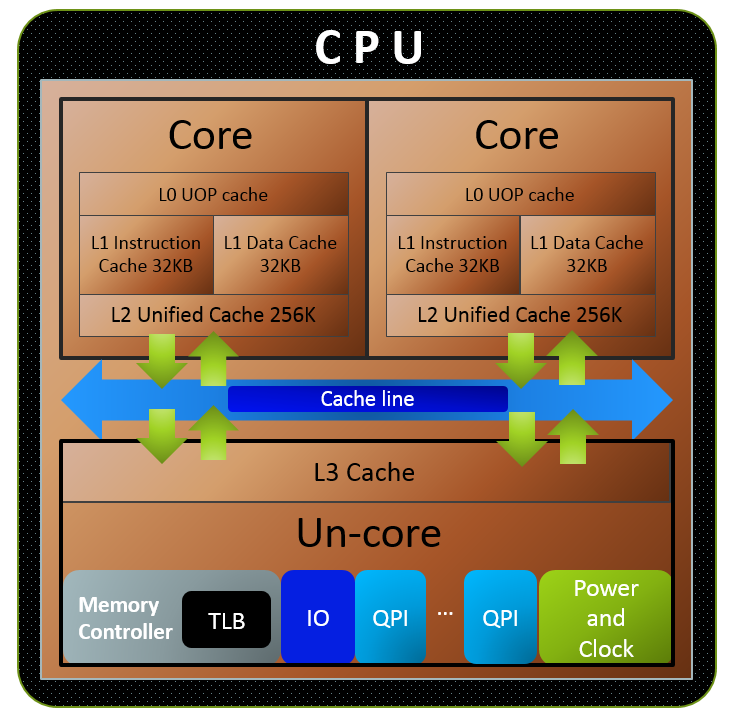 CPU
Core
Core
L0 UOP cache
L0 UOP cache
L1 Instruction
Cache 32KB
L1 Data Cache
32KB
L1 Instruction
Cache 32KB
L1 Data Cache
32KB
L2 Unified Cache 256K
L2 Unified Cache 256K
Cache line
L3 Cache
Un-core
Memory
Controller
TLB
IO
QPI
...
QPI
Power
and
Clock